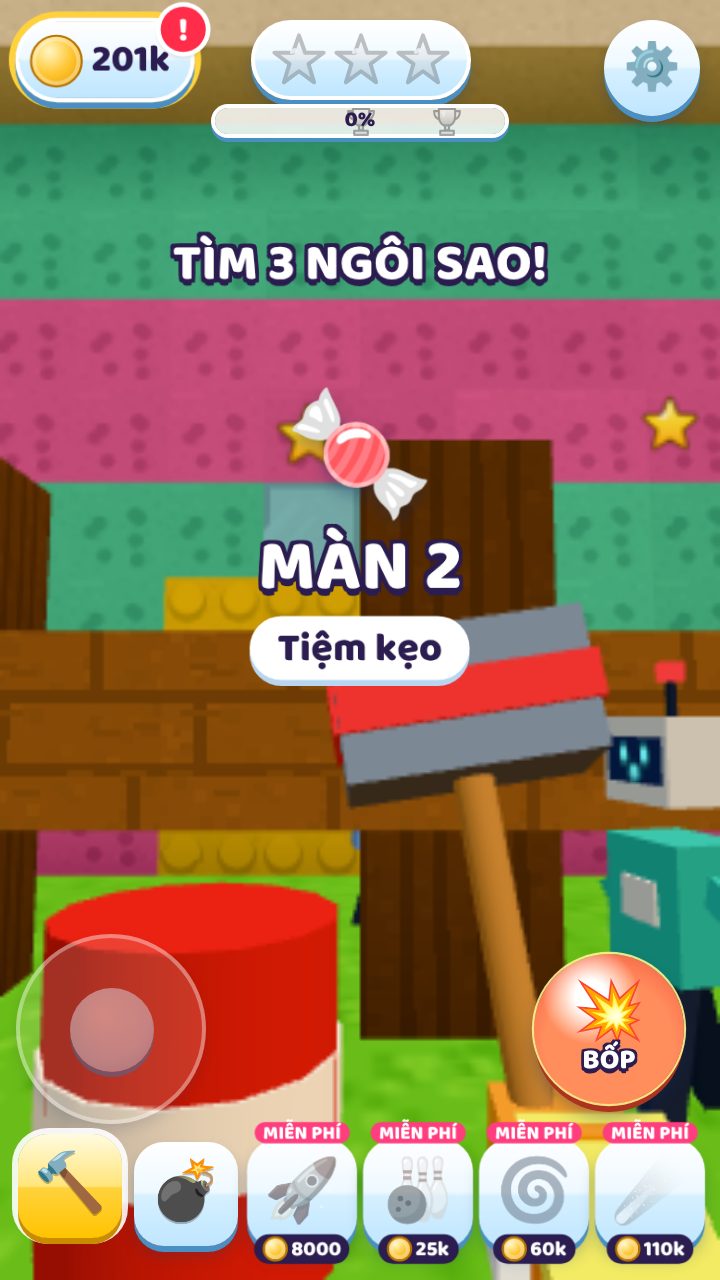 201k
!
0%
TÌM 3 NGÔI SAO!
MÀN 2
Tiệm kẹo
BỐP
MIỄN PHÍ
MIỄN PHÍ
MIỄN PHÍ
MIỄN PHÍ
8000
25k
60k
110k